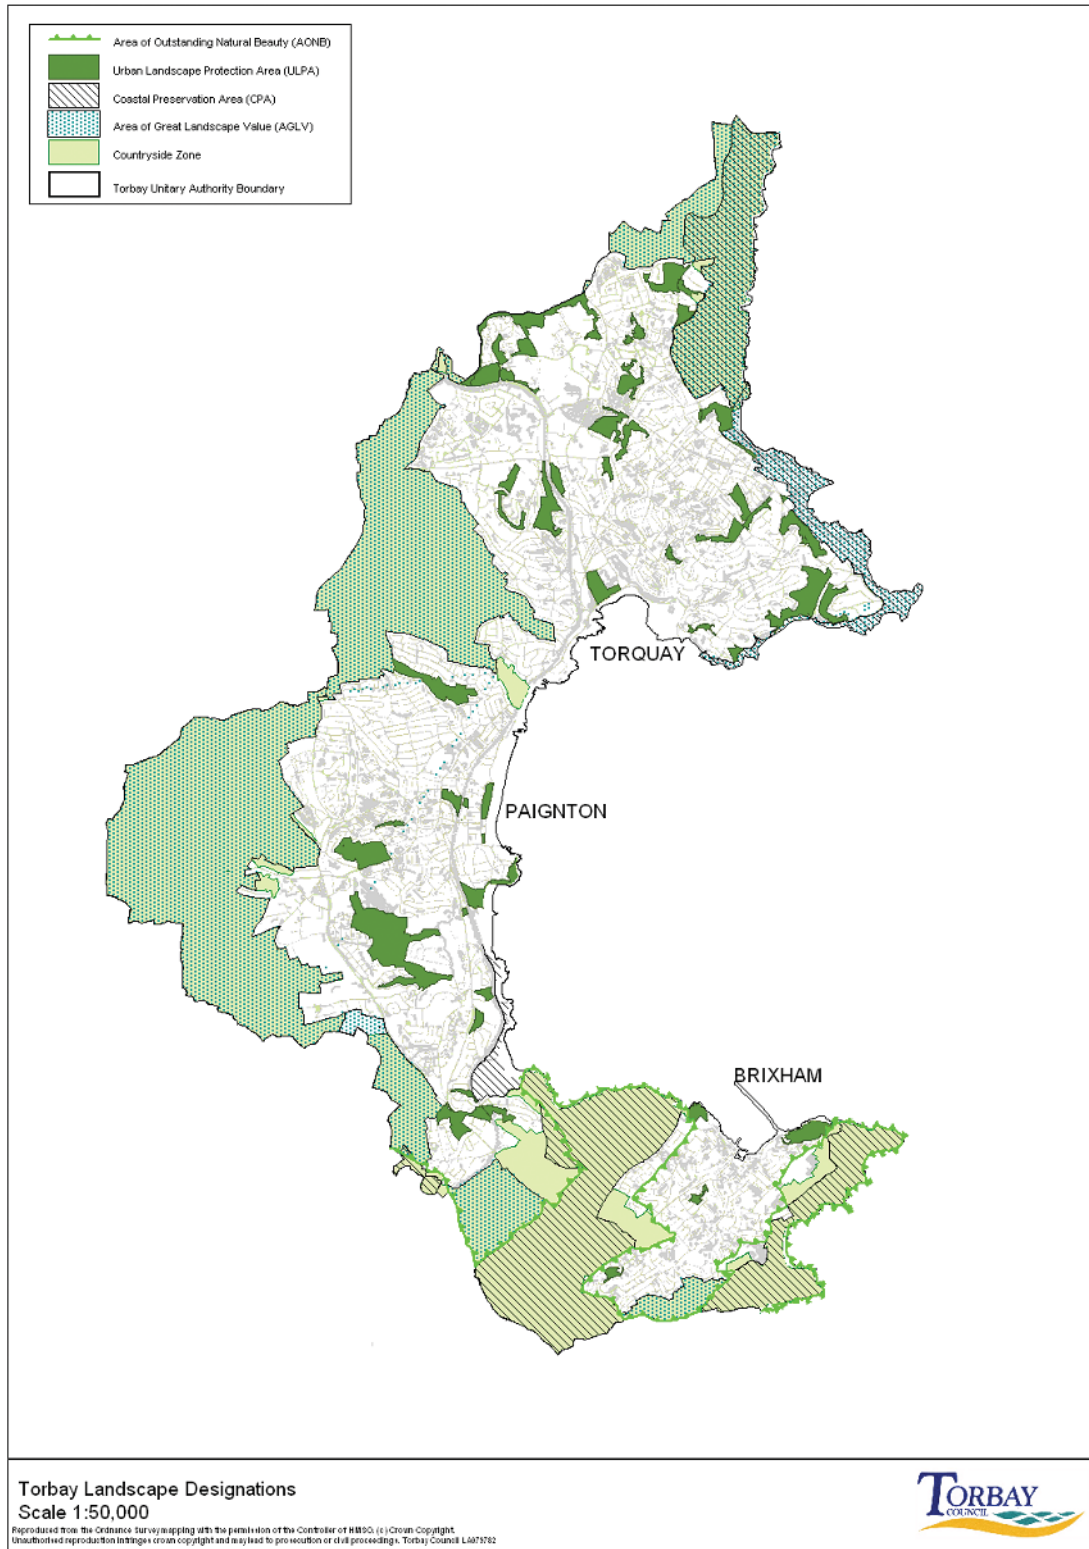 Area of Outstanding Natural Beauty (AONB)
Urban Landscape Protection Area (ULPA)
Coastal Preservation Area (CPA)
Area of Great Landscape Value (AGLV)
Countryside Zone
Torbay Unitary Authority Boundary
TORQUAY
PAIGNTON
BRIXHAM
Torbay Landscape Designations
Scale 1:50,000
Reproduced from the Ordnance Survey mapping with the permission of the Controller of HMSO. (c) Crown Copyright.
Unauthorised reproduction infringes crown copyright and may lead to prosecution or civil proceedings. Torbay Council LA079782
TORBAY
COUNCIL